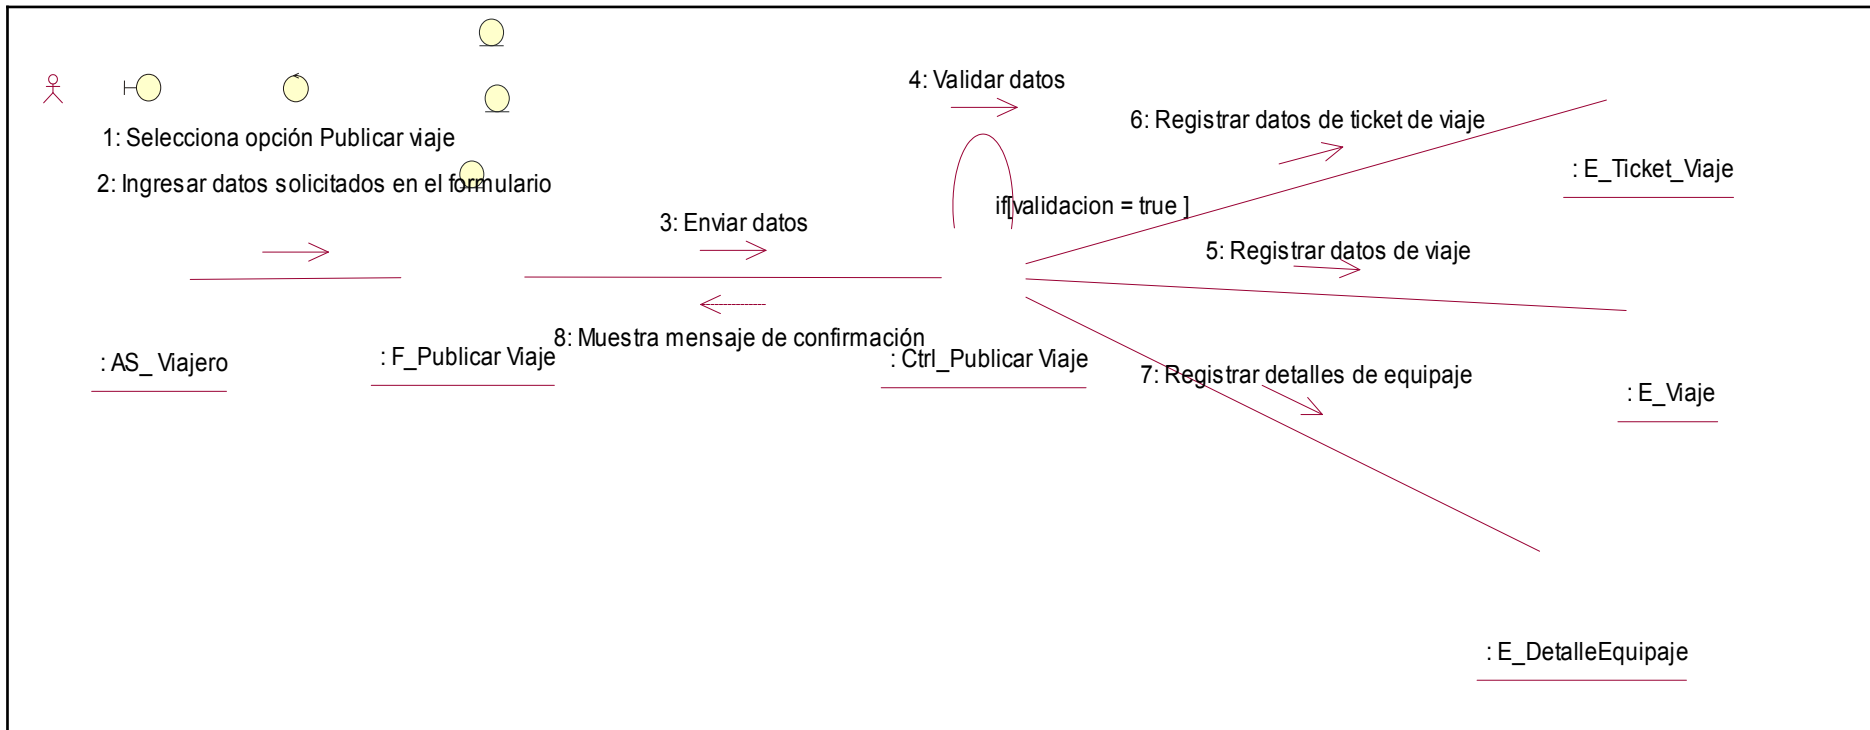 4: Validar datos
6: Registrar datos de ticket de viaje
1: Selecciona opción Publicar viaje
: E_Ticket_Viaje
2: Ingresar datos solicitados en el formulario
if[validacion = true ]
3: Enviar datos
5: Registrar datos de viaje
8: Muestra mensaje de confirmación
: AS_ Viajero
: F_Publicar Viaje
: Ctrl_Publicar Viaje
7: Registrar detalles de equipaje
: E_Viaje
: E_DetalleEquipaje